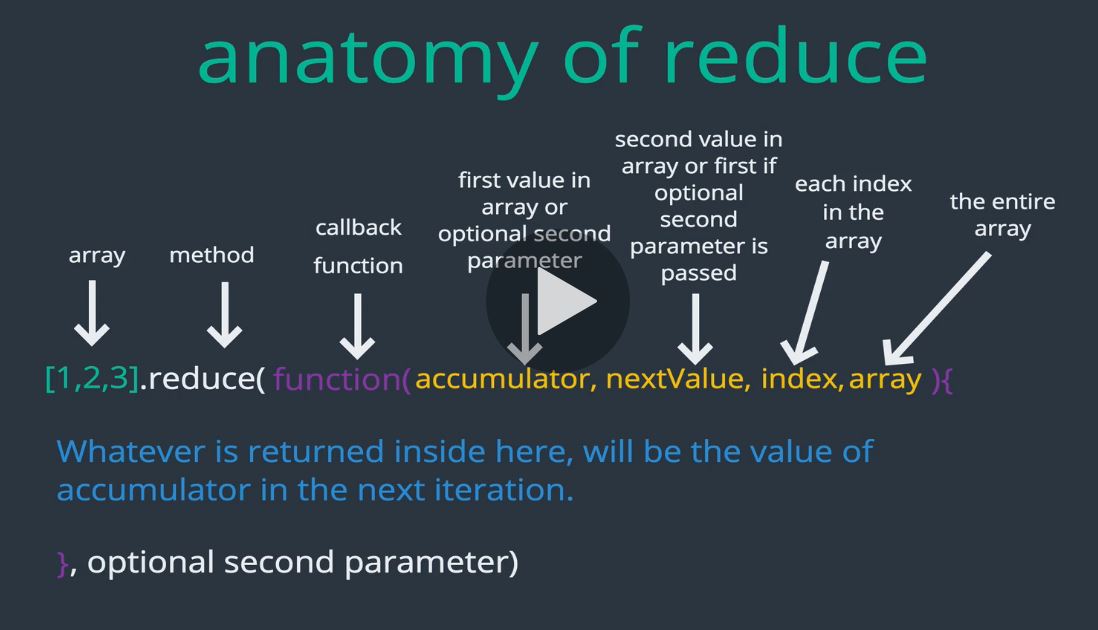 anatomy of reduce
array
method
callback
function
first value in
array or
optional second
parameter
second value in
array or first if
optional
second
parameter is
passed
each index
in the
array
the entire
array
[1,2,3].reduce( function( accumulator, nextValue, index, array ){
Whatever is returned inside here, will be the value of
accumulator in the next iteration.
}, optional second parameter)